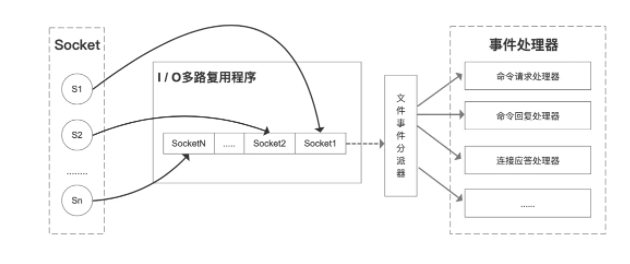 Socket
S1
S2
........
Sn
I / O多路复用程序
SocketN
.....
Socket2
Socket1
文件事件分派器
事件处理器
命令请求处理器
命令回复处理器
连接应答处理器
......